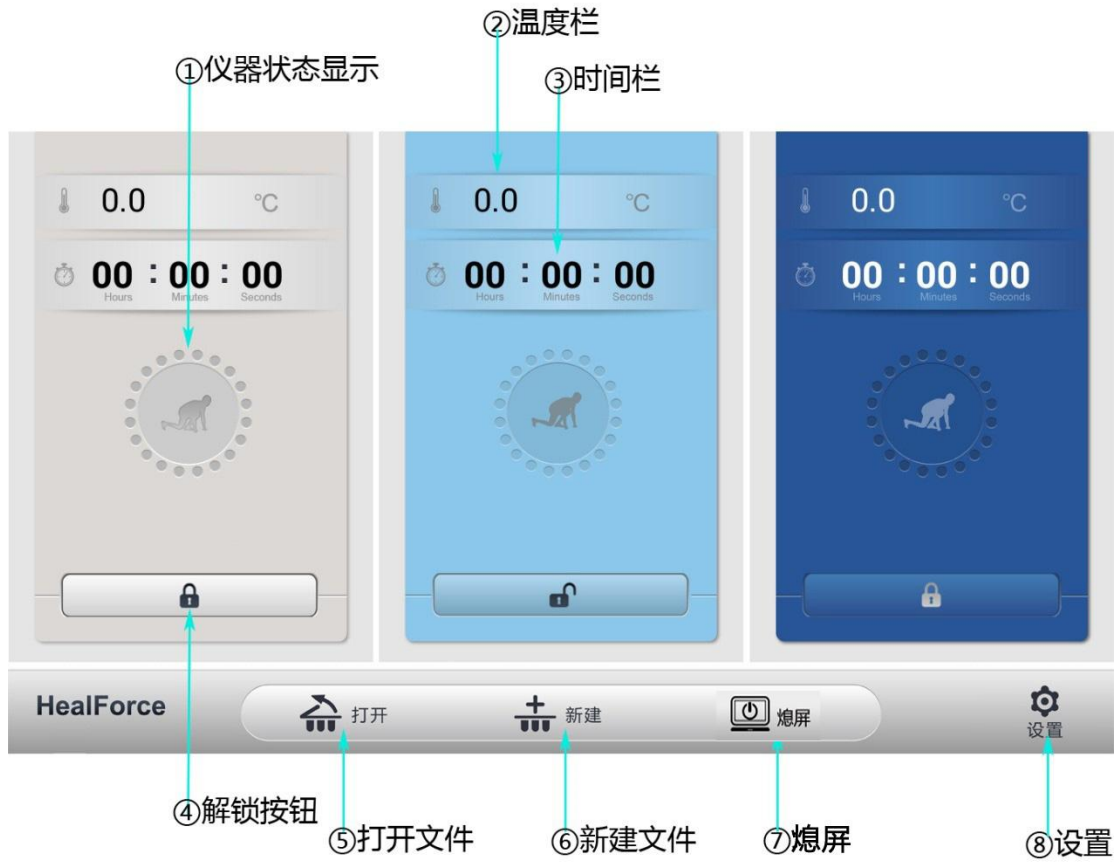 ②温度栏
①仪器状态显示
③时间栏
0.0 °C
0.0 °C
0.0 °C
00 : 00 : 00
Hours Minutes Seconds
00 : 00 : 00
Hours Minutes Seconds
00 : 00 : 00
Hours Minutes Seconds
HealForce
打开
新建
熄屏
设置
④解锁按钮
⑤打开文件
⑥新建文件
⑦熄屏
⑧设置